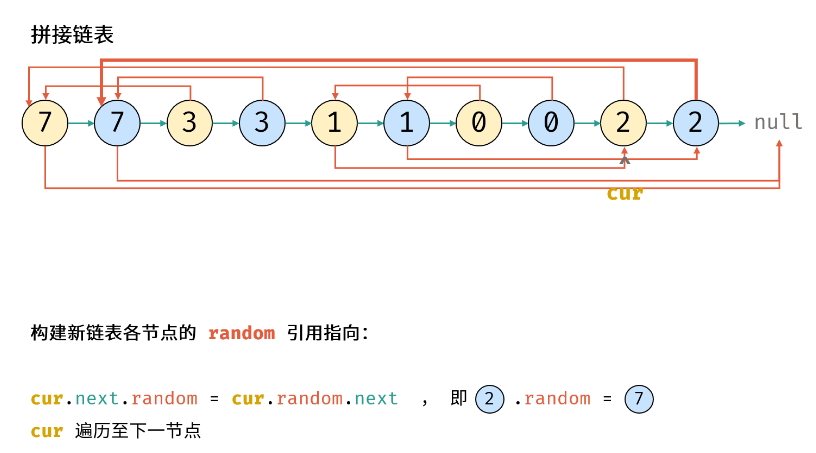 拼接链表
7 7 3 3 1 1 0 0 2 2 null
cur
构建新链表各节点的 random 引用指向：
cur.next.random = cur.random.next ， 即 2 .random = 7
cur 遍历至下一节点